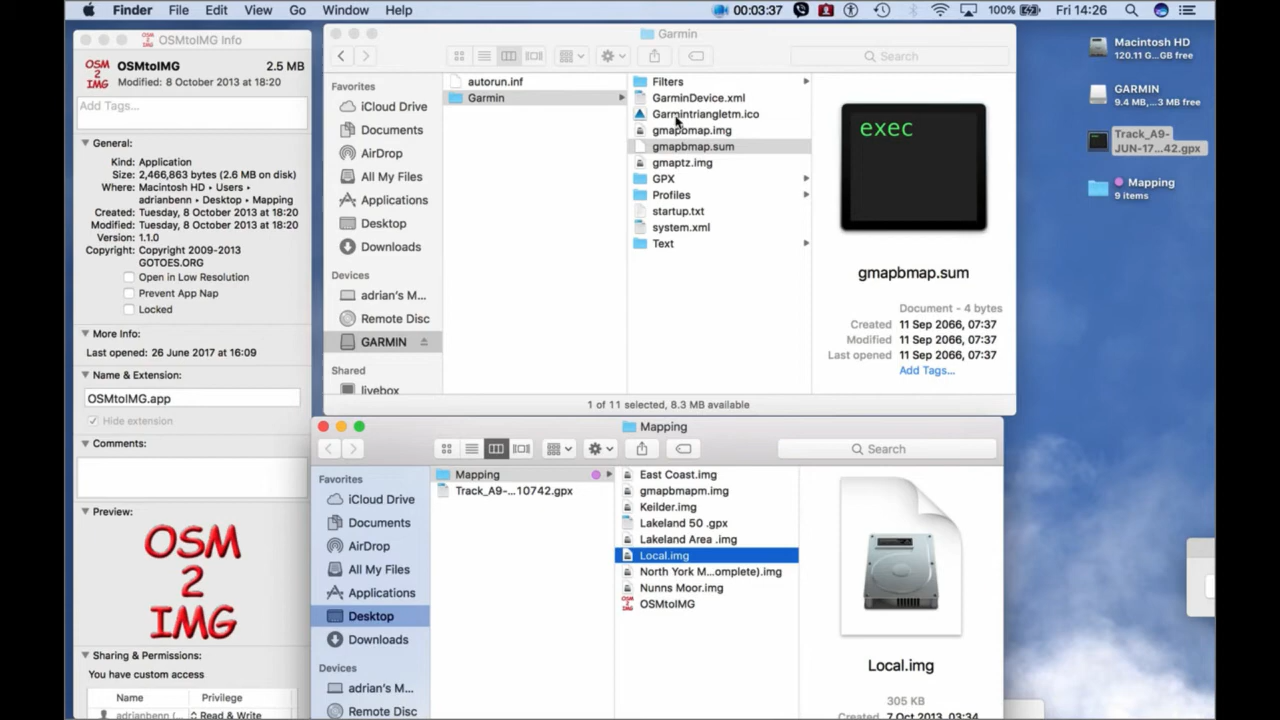 Finder File Edit View Go Window Help 00:03:37 100% Fri 14:26
OSMtoIMG Info
OSM
2
IMG
OSMtoIMG 2.5 MB
Modified: 8 October 2013 at 18:20
Add Tags...
General:
Kind: Application
Size: 2,466,863 bytes (2.6 MB on disk)
Where: Macintosh HD • Users •
adrianbenn • Desktop • Mapping
Created: Tuesday, 8 October 2013 at 18:20
Modified: Tuesday, 8 October 2013 at 18:20
Version: 1.1.0
Copyright: Copyright 2009-2013
GOTOES.ORG
Open in Low Resolution
Prevent App Nap
Locked
More Info:
Last opened: 26 June 2017 at 16:09
Name & Extension:
OSMtoIMG.app
Hide extension
Comments:
Preview:
OSM
2
IMG
Sharing & Permissions:
You have custom access
Name Privilege
adrianbenn (... Read & Write
Garmin
Search
Favorites
iCloud Drive
Documents
AirDrop
All My Files
Applications
Desktop
Downloads
Devices
adrian's M...
Remote Disc
GARMIN
Shared
livebox
autorun.inf
Garmin
Filters
GarminDevice.xml
Garmintriangletm.ico
gmapbmap.img
gmapbmap.sum
gmaptz.img
GPX
Profiles
startup.txt
system.xml
Text
exec
gmapbmap.sum
Document - 4 bytes
Created 11 Sep 2066, 07:37
Modified 11 Sep 2066, 07:37
Last opened 11 Sep 2066, 07:37
Add Tags...
1 of 11 selected, 8.3 MB available
Mapping
Search
Favorites
iCloud Drive
Documents
AirDrop
All My Files
Applications
Desktop
Downloads
Devices
adrian's M...
Remote Disc
Mapping
Track_A9-...10742.gpx
East Coast.img
gmapbmapm.img
Keilder.img
Lakeland 50 .gpx
Lakeland Area .img
Local.img
North York M...omplete).img
Nunns Moor.img
OSMtoIMG
Local.img
305 KB
Created 7 Oct 2013, 03:34
Macintosh HD
120.11 G...GB free
GARMIN
9.4 MB,...3 MB free
Track_A9-
JUN-17...42.gpx
Mapping
9 items